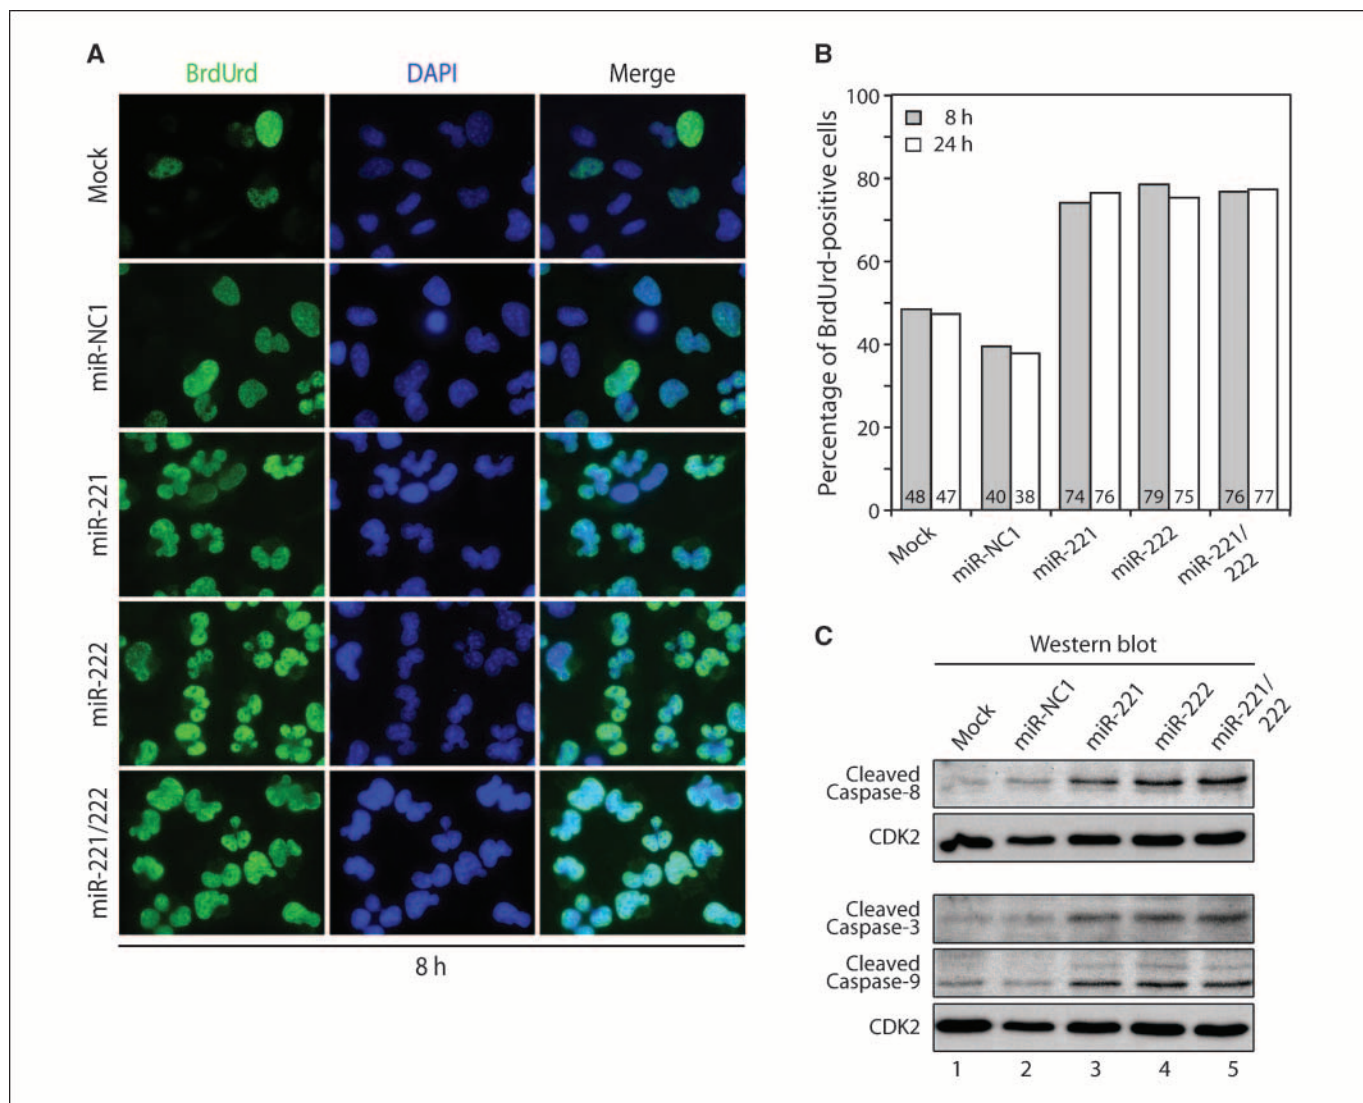 A
BrdUrd DAPI Merge
Mock
miR-NC1
miR-221
miR-222
miR-221/222
8 h
B
Percentage of BrdUrd-positive cells
100
80
60
40
20
0
8 h
24 h
48 47 40 38 74 76 79 75 76 77
Mock
miR-NC1
miR-221
miR-222
miR-221/
222
C
Western blot
Mock
miR-NC1
miR-221
miR-222
miR-221/
222
Cleaved
Caspase-8
CDK2
Cleaved
Caspase-3
Cleaved
Caspase-9
CDK2
1 2 3 4 5